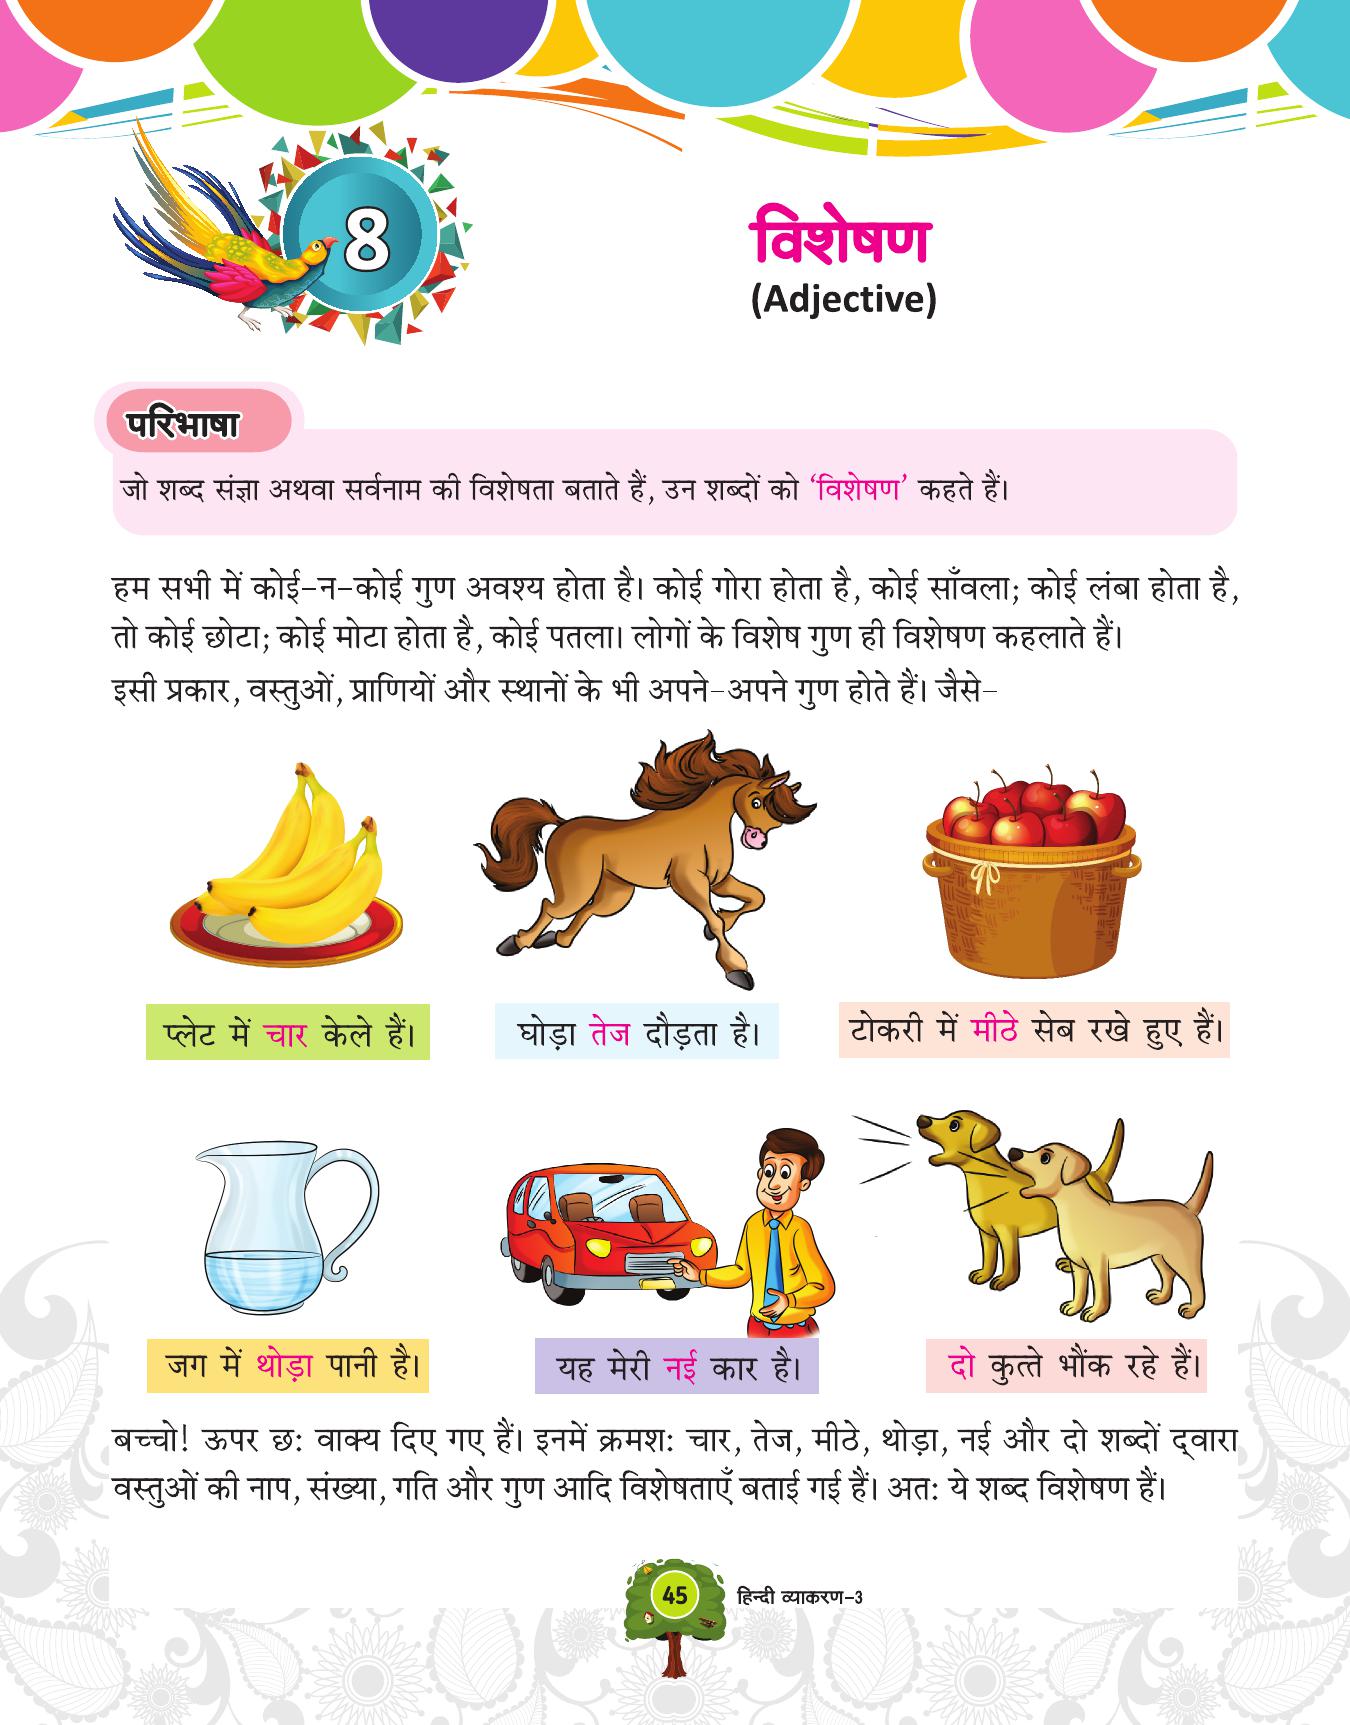 8
विशेषण
(Adjective)
परिभाषा
जो शब्द संज्ञा अथवा सर्वनाम की विशेषता बताते हैं, उन शब्दों को ‘विशेषण’ कहते हैं।
हम सभी में कोई-न-कोई गुण अवश्य होता है। कोई गोरा होता है, कोई साँवला; कोई लंबा होता है,
तो कोई छोटा; कोई मोटा होता है, कोई पतला। लोगों के विशेष गुण ही विशेषण कहलाते हैं।
इसी प्रकार, वस्तुओं, प्राणियों और स्थानों के भी अपने-अपने गुण होते हैं। जैसे-
प्लेट में चार केले हैं।
घोड़ा तेज दौड़ता है।
टोकरी में मीठे सेब रखे हुए हैं।
जग में थोड़ा पानी है।
यह मेरी नई कार है।
दो कुत्ते भौंक रहे हैं।
बच्चो! ऊपर छः वाक्य दिए गए हैं। इनमें क्रमशः चार, तेज, मीठे, थोड़ा, नई और दो शब्दों द्‌वारा
वस्तुओं की नाप, संख्या, गति और गुण आदि विशेषताएँ बताई गई हैं। अतः ये शब्द विशेषण हैं।
45
हिन्दी व्याकरण-3